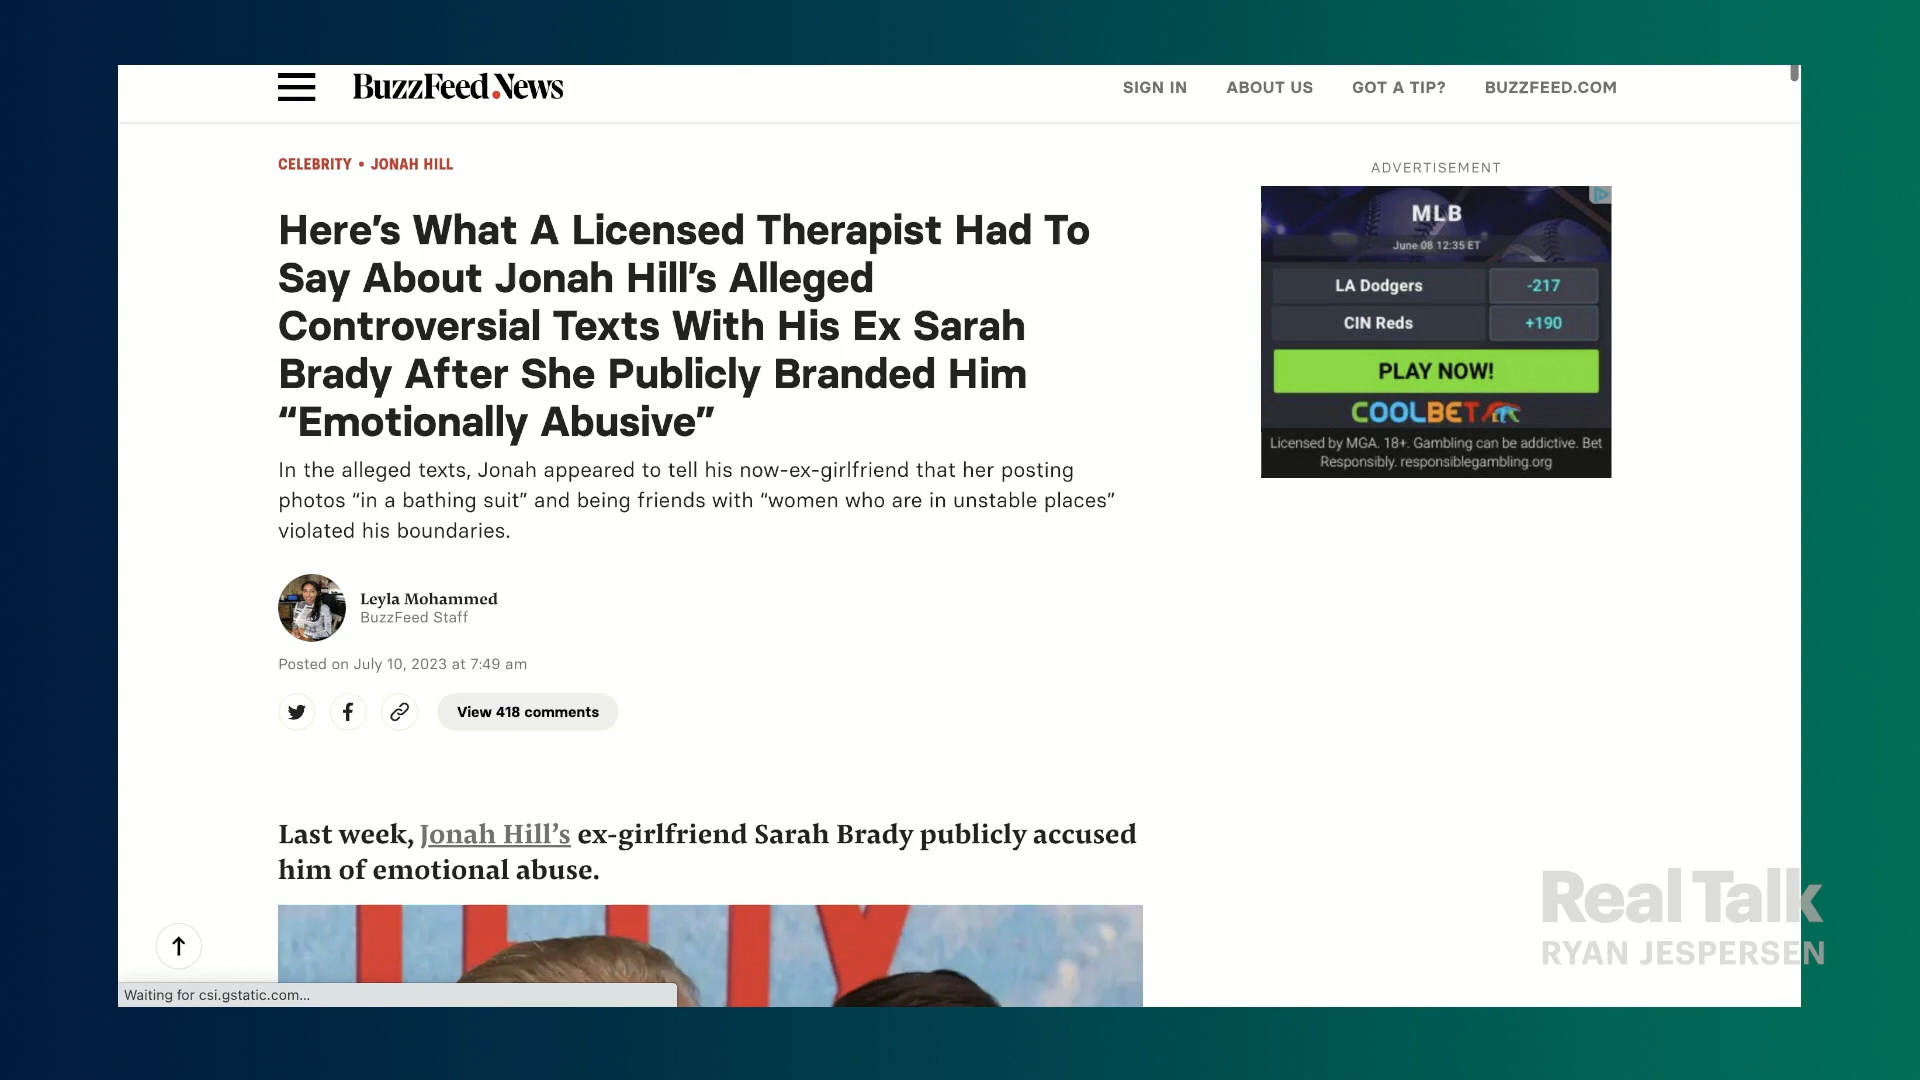 BuzzFeed News
SIGN IN
ABOUT US
GOT A TIP?
BUZZFEED.COM
CELEBRITY • JONAH HILL
Here’s What A Licensed Therapist Had To
Say About Jonah Hill’s Alleged
Controversial Texts With His Ex Sarah
Brady After She Publicly Branded Him
“Emotionally Abusive”
In the alleged texts, Jonah appeared to tell his now-ex-girlfriend that her posting
photos “in a bathing suit” and being friends with “women who are in unstable places”
violated his boundaries.
Leyla Mohammed
BuzzFeed Staff
Posted on July 10, 2023 at 7:49 am
View 418 comments
Last week, Jonah Hill’s ex-girlfriend Sarah Brady publicly accused
him of emotional abuse.
Waiting for csi.gstatic.com...
ADVERTISEMENT
MLB
June 08 12:35 ET
LA Dodgers
-217
CIN Reds
+190
PLAY NOW!
COOLBET
Licensed by MGA. 18+. Gambling can be addictive. Bet
Responsibly. responsiblegambling.org
Real Talk
RYAN JESPERSEN